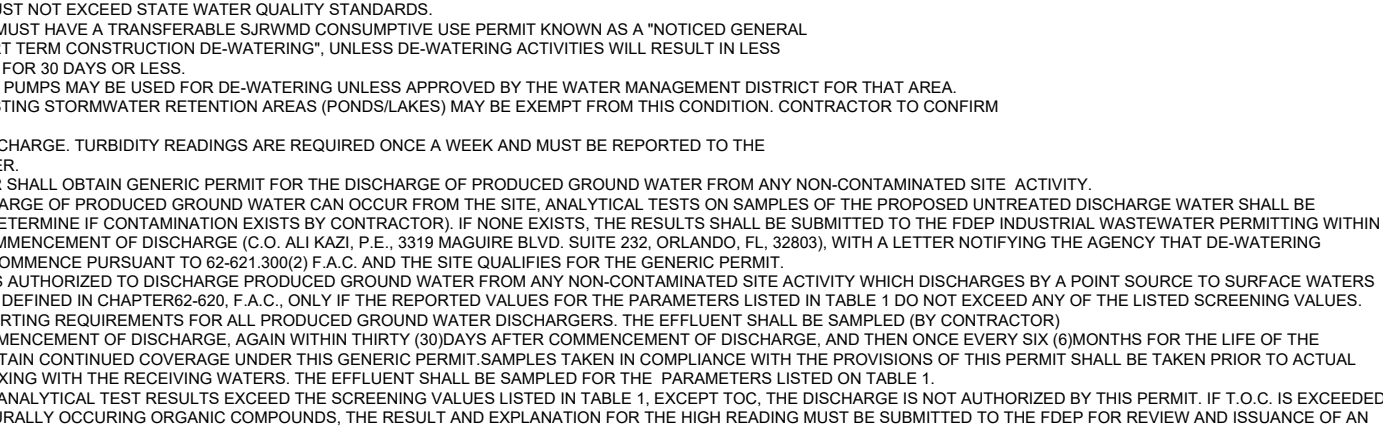 UST NOT EXCEED STATE WATER QUALITY STANDARDS.
MUST HAVE A TRANSFERABLE SJRWMD CONSUMPTIVE USE PERMIT KNOWN AS A "NOTICED GENERAL
T TERM CONSTRUCTION DE-WATERING", UNLESS DE-WATERING ACTIVITIES WILL RESULT IN LESS
FOR 30 DAYS OR LESS.
PUMPS MAY BE USED FOR DE-WATERING UNLESS APPROVED BY THE WATER MANAGEMENT DISTRICT FOR THAT AREA.
STING STORMWATER RETENTION AREAS (PONDS/LAKES) MAY BE EXEMPT FROM THIS CONDITION. CONTRACTOR TO CONFIRM
CHARGE. TURBIDITY READINGS ARE REQUIRED ONCE A WEEK AND MUST BE REPORTED TO THE
ER.
R SHALL OBTAIN GENERIC PERMIT FOR THE DISCHARGE OF PRODUCED GROUND WATER FROM ANY NON-CONTAMINATED SITE ACTIVITY.
ARGE OF PRODUCED GROUND WATER CAN OCCUR FROM THE SITE, ANALYTICAL TESTS ON SAMPLES OF THE PROPOSED UNTREATED DISCHARGE WATER SHALL BE
ETERMINE IF CONTAMINATION EXISTS BY CONTRACTOR). IF NONE EXISTS, THE RESULTS SHALL BE SUBMITTED TO THE FDEP INDUSTRIAL WASTEWATER PERMITTING WITHIN
MMENCEMENT OF DISCHARGE (C.O. ALI KAZI, P.E., 3319 MAGUIRE BLVD. SUITE 232, ORLANDO, FL, 32803), WITH A LETTER NOTIFYING THE AGENCY THAT DE-WATERING
OMMENCE PURSUANT TO 62-621.300(2) F.A.C. AND THE SITE QUALIFIES FOR THE GENERIC PERMIT.
S AUTHORIZED TO DISCHARGE PRODUCED GROUND WATER FROM ANY NON-CONTAMINATED SITE ACTIVITY WHICH DISCHARGES BY A POINT SOURCE TO SURFACE WATERS
DEFINED IN CHAPTER62-620, F.A.C., ONLY IF THE REPORTED VALUES FOR THE PARAMETERS LISTED IN TABLE 1 DO NOT EXCEED ANY OF THE LISTED SCREENING VALUES.
RTING REQUIREMENTS FOR ALL PRODUCED GROUND WATER DISCHARGERS. THE EFFLUENT SHALL BE SAMPLED (BY CONTRACTOR)
MENCEMENT OF DISCHARGE, AGAIN WITHIN THIRTY (30)DAYS AFTER COMMENCEMENT OF DISCHARGE, AND THEN ONCE EVERY SIX (6)MONTHS FOR THE LIFE OF THE
TAIN CONTINUED COVERAGE UNDER THIS GENERIC PERMIT.SAMPLES TAKEN IN COMPLIANCE WITH THE PROVISIONS OF THIS PERMIT SHALL BE TAKEN PRIOR TO ACTUAL
XING WITH THE RECEIVING WATERS. THE EFFLUENT SHALL BE SAMPLED FOR THE PARAMETERS LISTED ON TABLE 1.
ANALYTICAL TEST RESULTS EXCEED THE SCREENING VALUES LISTED IN TABLE 1, EXCEPT TOC, THE DISCHARGE IS NOT AUTHORIZED BY THIS PERMIT. IF T.O.C. IS EXCEEDED
URALLY OCCURING ORGANIC COMPOUNDS, THE RESULT AND EXPLANATION FOR THE HIGH READING MUST BE SUBMITTED TO THE FDEP FOR REVIEW AND ISSUANCE OF AN